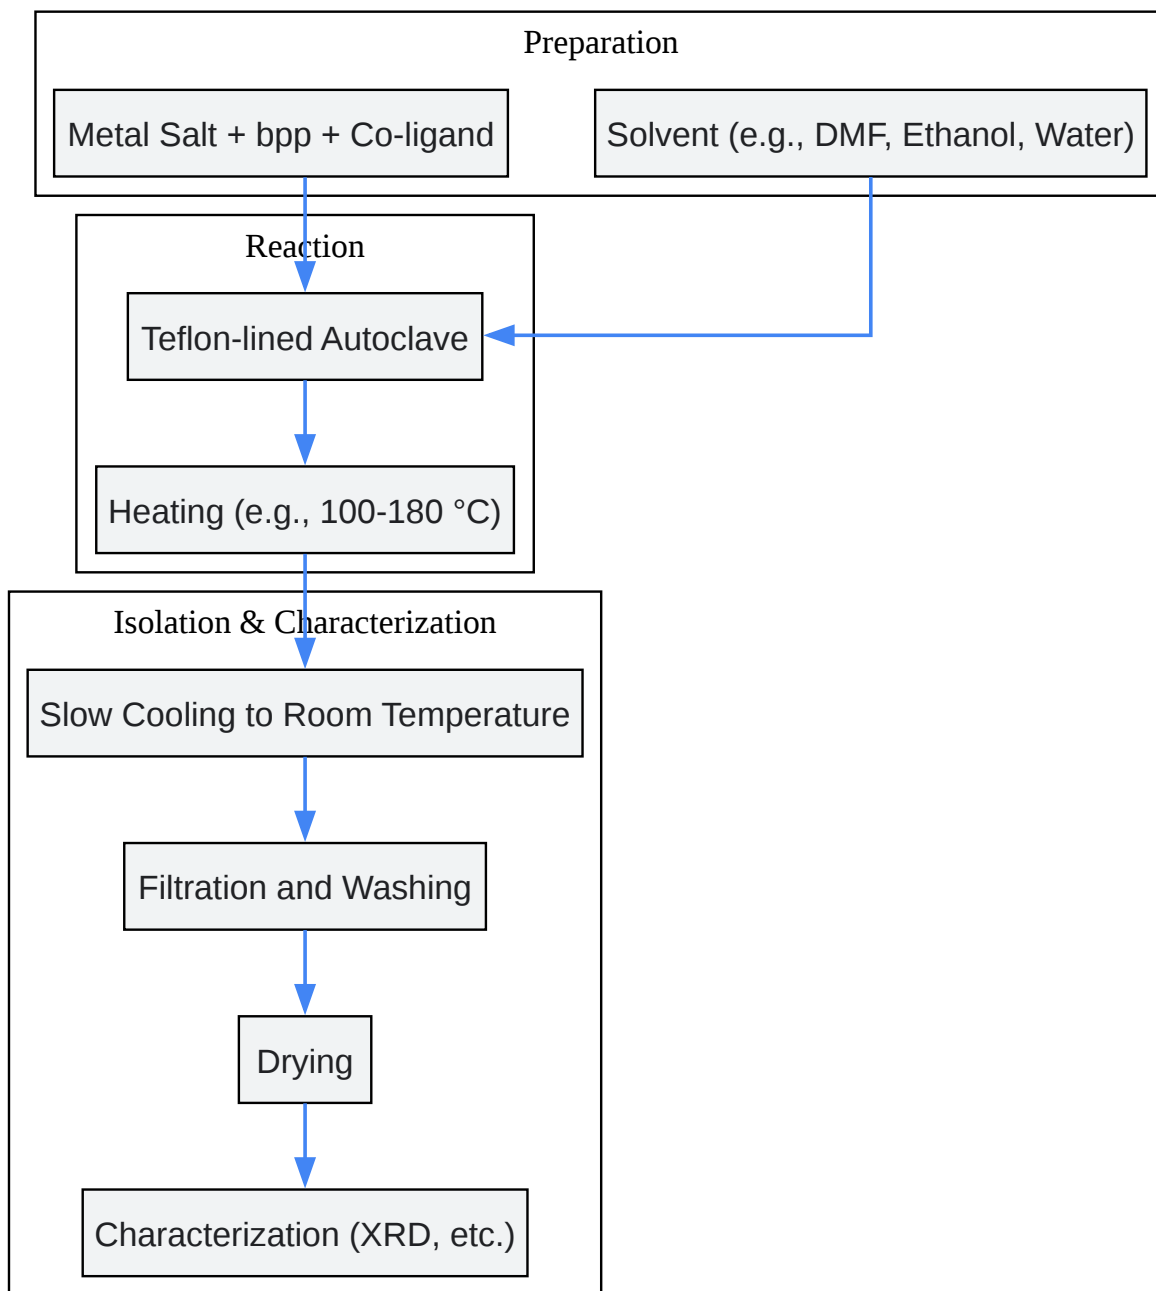 Preparation
Metal Salt + bpp + Co-ligand
Solvent (e.g., DMF, Ethanol, Water)
Reaction
Teflon-lined Autoclave
Heating (e.g., 100-180 °C)
Isolation & Characterization
Slow Cooling to Room Temperature
Filtration and Washing
Drying
Characterization (XRD, etc.)